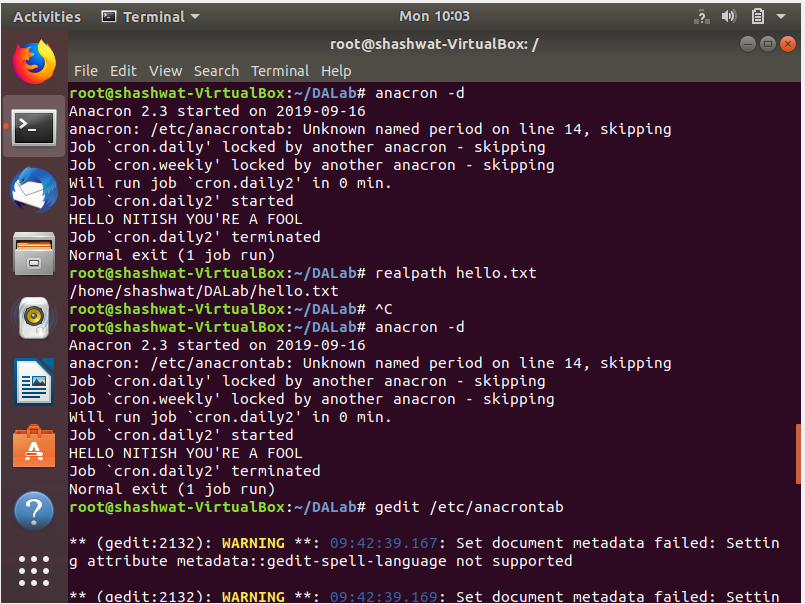 Activities Terminal Mon 10:03
root@shashwat-VirtualBox: /
File Edit View Search Terminal Help
root@shashwat-VirtualBox:~/DALab# anacron -d
Anacron 2.3 started on 2019-09-16
anacron: /etc/anacrontab: Unknown named period on line 14, skipping
Job `cron.daily' locked by another anacron - skipping
Job `cron.weekly' locked by another anacron - skipping
Will run job `cron.daily2' in 0 min.
Job `cron.daily2' started
HELLO NITISH YOU'RE A FOOL
Job `cron.daily2' terminated
Normal exit (1 job run)
root@shashwat-VirtualBox:~/DALab# realpath hello.txt
/home/shashwat/DALab/hello.txt
root@shashwat-VirtualBox:~/DALab# ^C
root@shashwat-VirtualBox:~/DALab# anacron -d
Anacron 2.3 started on 2019-09-16
anacron: /etc/anacrontab: Unknown named period on line 14, skipping
Job `cron.daily' locked by another anacron - skipping
Job `cron.weekly' locked by another anacron - skipping
Will run job `cron.daily2' in 0 min.
Job `cron.daily2' started
HELLO NITISH YOU'RE A FOOL
Job `cron.daily2' terminated
Normal exit (1 job run)
root@shashwat-VirtualBox:~/DALab# gedit /etc/anacrontab
** (gedit:2132): WARNING **: 09:42:39.167: Set document metadata failed: Settin
g attribute metadata::gedit-spell-language not supported
** (gedit:2132): WARNING **: 09:42:39.169: Set document metadata failed: Settin